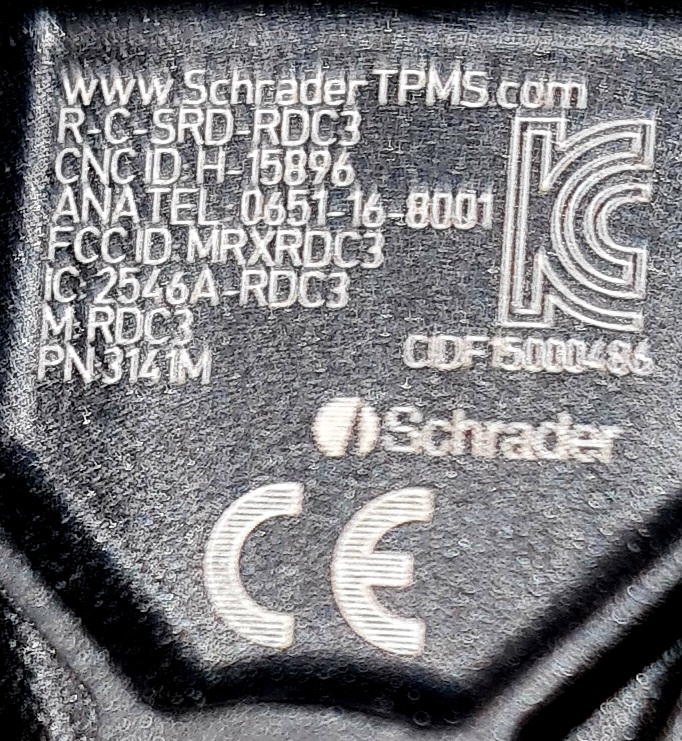 www.SchraderTPMS.com
R-C-SRD-RDC3
CNC ID H-15896
ANATEL. 0651-16-8001
FCC ID MRXRDC3
IC: 2546A-RDC3
M: RDC3
PN 3141M
CIDF15000486
Schrader
CE